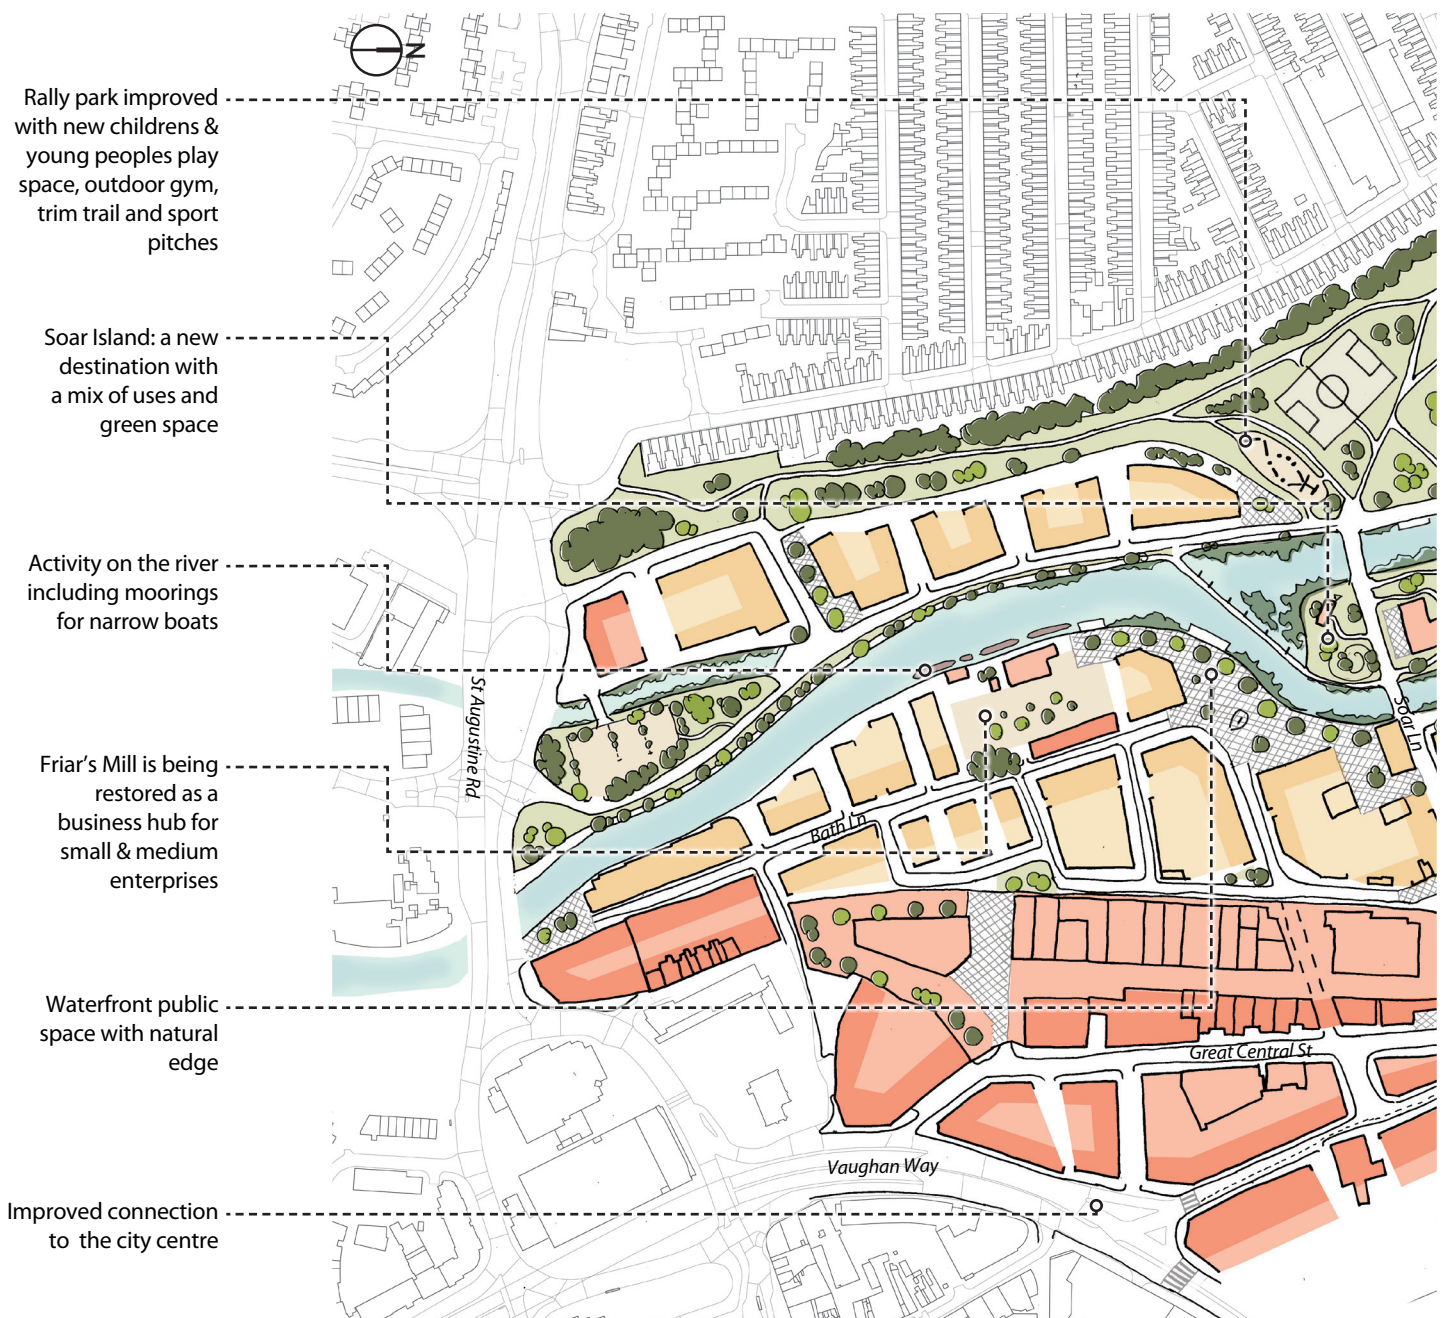 N
Rally park improved
with new childrens &
young peoples play
space, outdoor gym,
trim trail and sport
pitches
Soar Island: a new
destination with
a mix of uses and
green space
Activity on the river
including moorings
for narrow boats
Friar's Mill is being
restored as a
business hub for
small & medium
enterprises
Waterfront public
space with natural
edge
Improved connection
to the city centre
St Augustine Rd
Bath Ln
Soar Ln
Great Central St
Vaughan Way